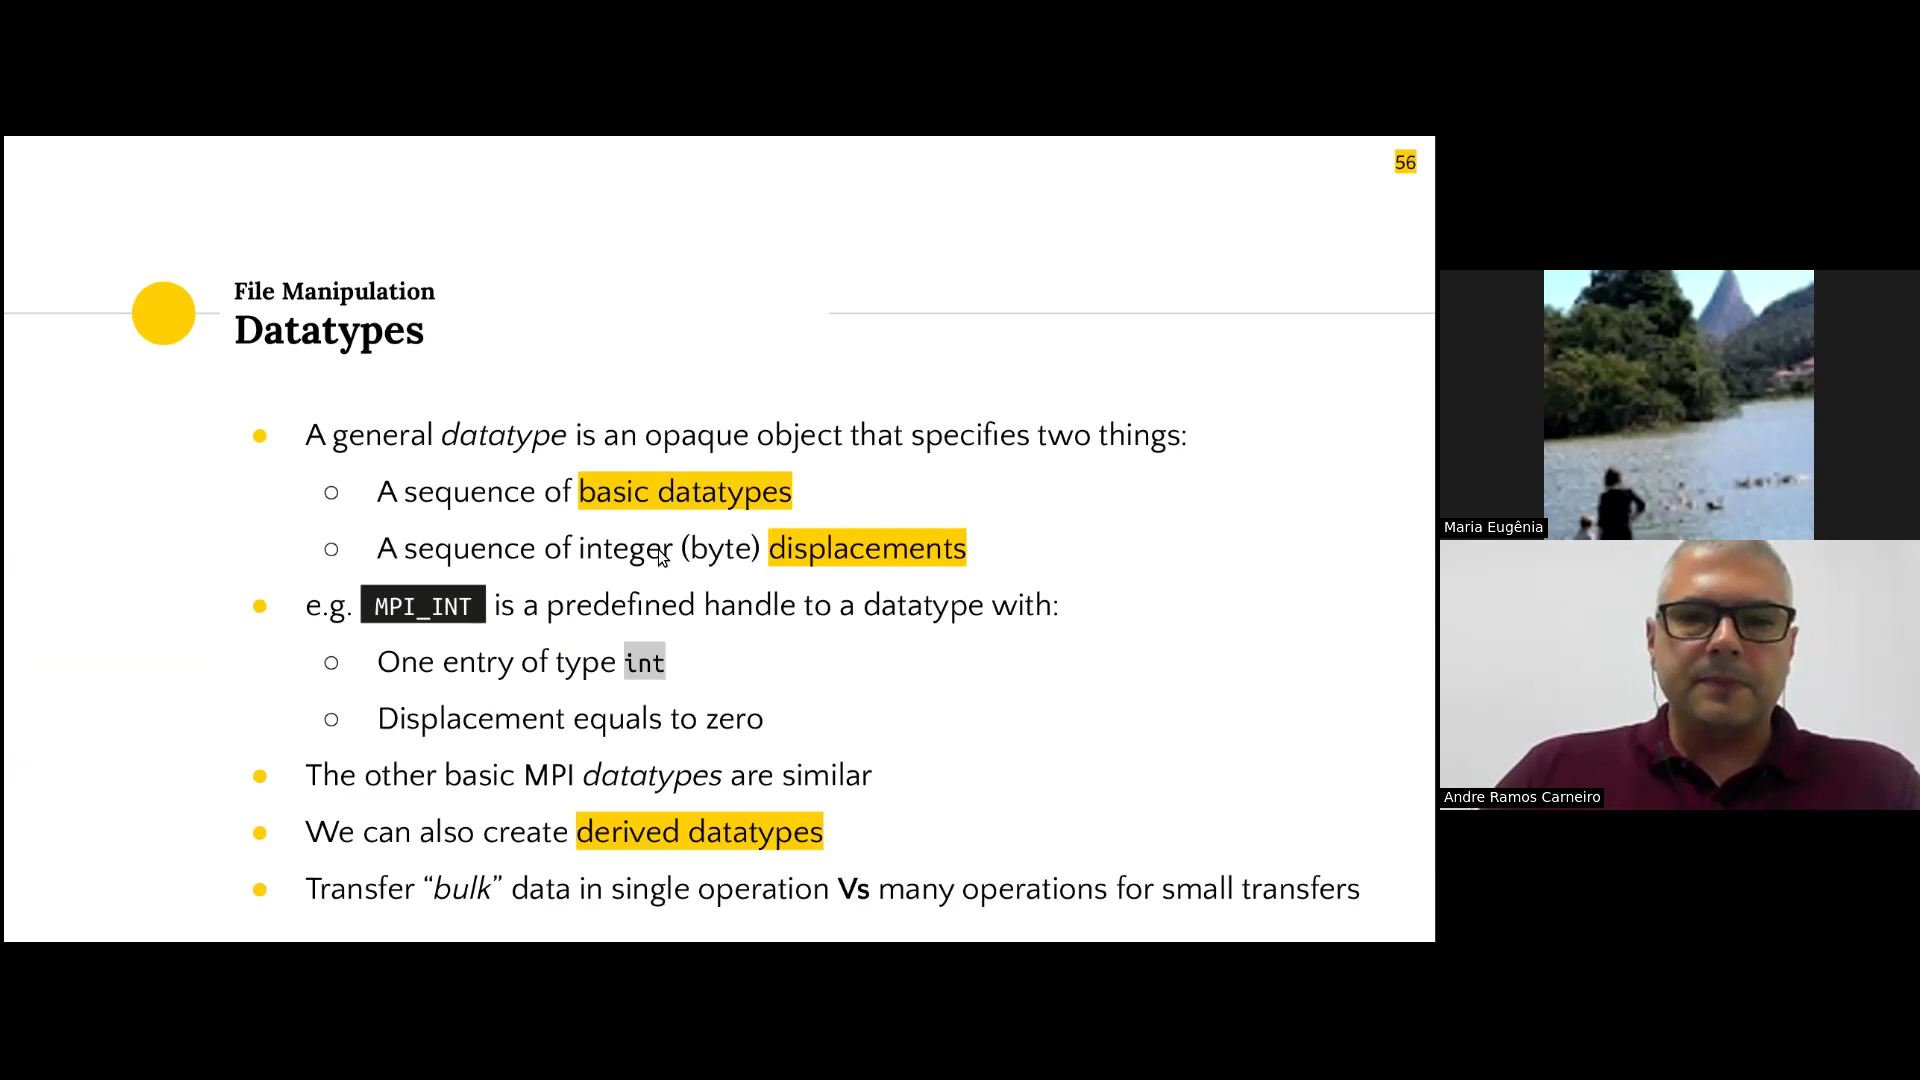 56
File Manipulation
Datatypes
● A general datatype is an opaque object that specifies two things:
○ A sequence of basic datatypes
○ A sequence of integer (byte) displacements
● e.g. MPI_INT is a predefined handle to a datatype with:
○ One entry of type int
○ Displacement equals to zero
● The other basic MPI datatypes are similar
● We can also create derived datatypes
● Transfer “bulk” data in single operation Vs many operations for small transfers
Maria Eugênia
Andre Ramos Carneiro